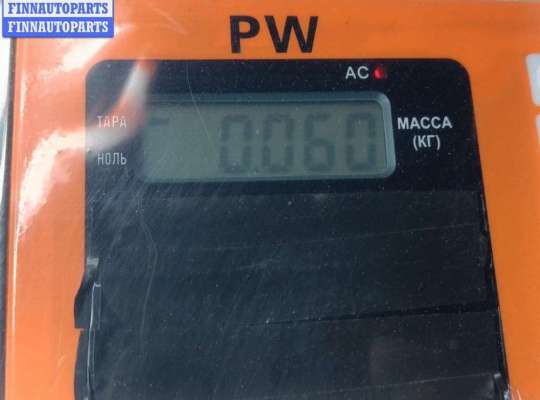 FINNAUTOPARTS
FINNAUTOPARTS
PW
AC
ТАРА
НОЛЬ
0.060
МАССА
(КГ)